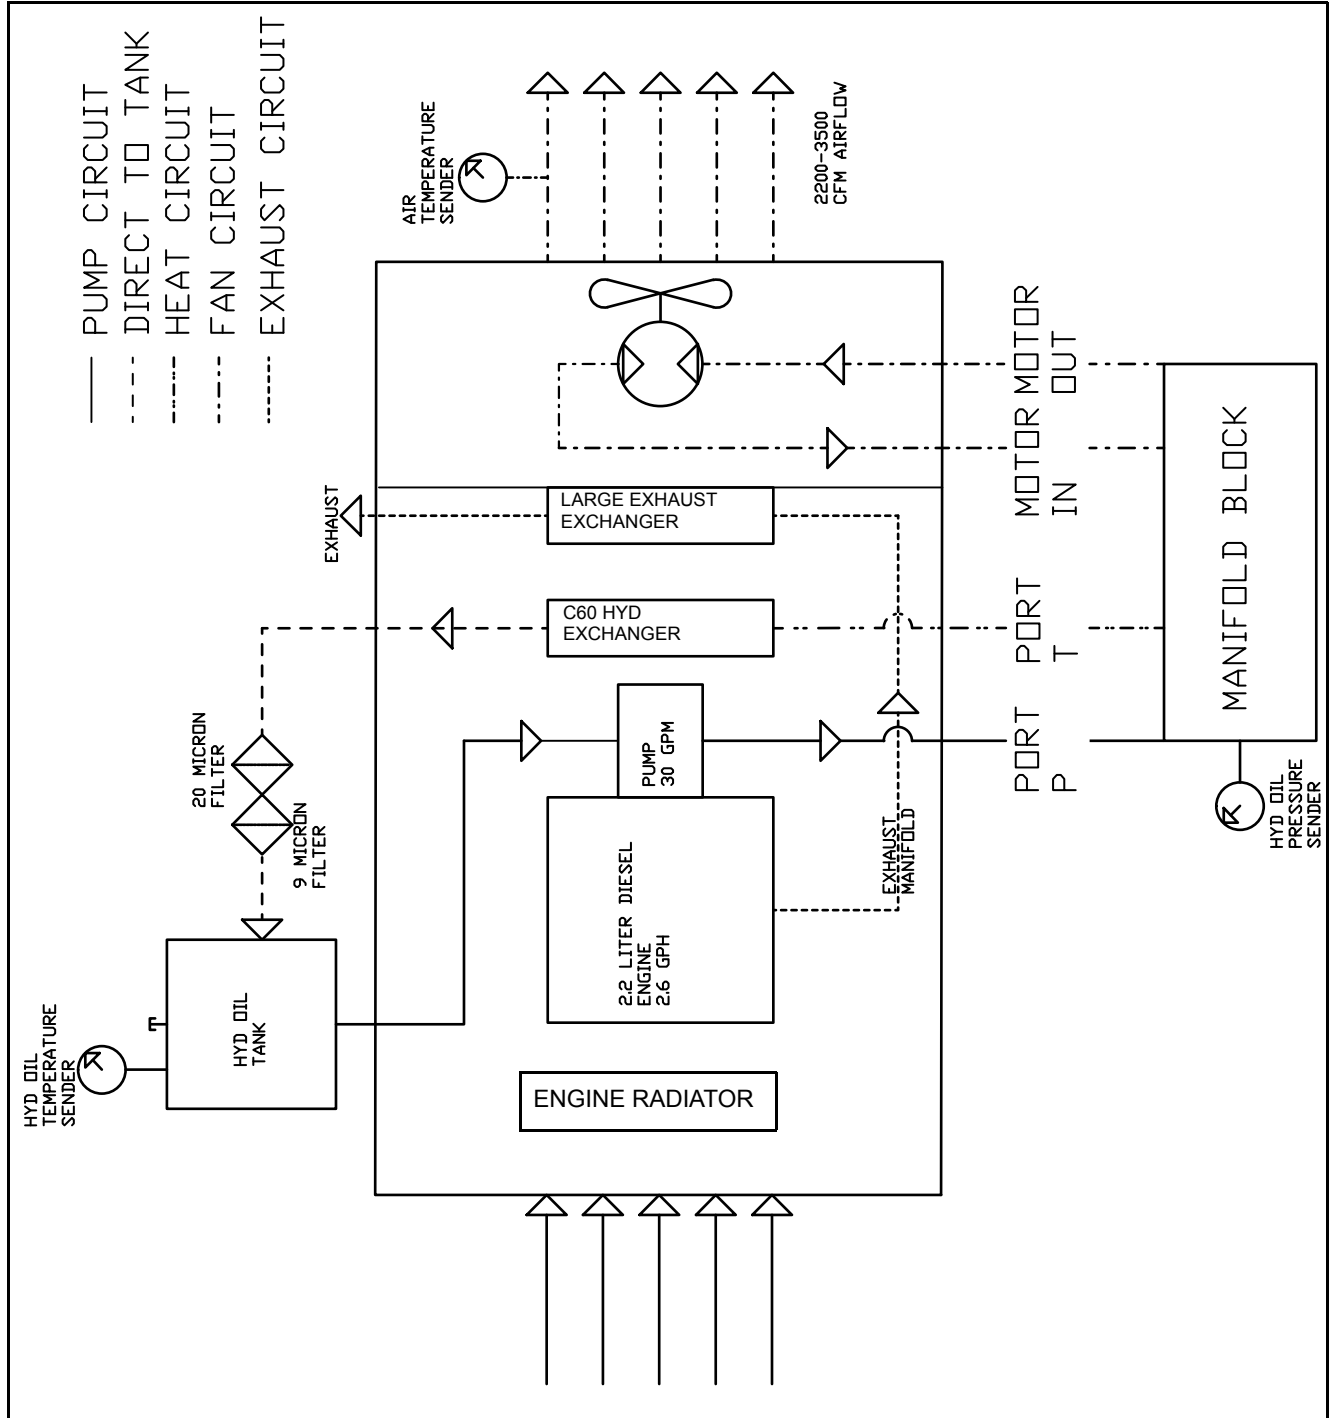 PUMP CIRCUIT
DIRECT TO TANK
HEAT CIRCUIT
FAN CIRCUIT
EXHAUST CIRCUIT
AIR
TEMPERATURE
SENDER
2200-3500
CFM AIRFLOW
MOTOR
OUT
MOTOR
IN
EXHAUST
LARGE EXHAUST
EXCHANGER
C60 HYD
EXCHANGER
PORT
T
MANIFOLD BLOCK
PORT
P
PUMP
30 GPM
20 MICRON
FILTER
9 MICRON
FILTER
HYD OIL
PRESSURE
SENDER
EXHAUST
MANIFOLD
2.2 LITER DIESEL
ENGINE
2.6 GPH
HYD OIL
TANK
HYD OIL
TEMPERATURE
SENDER
ENGINE RADIATOR